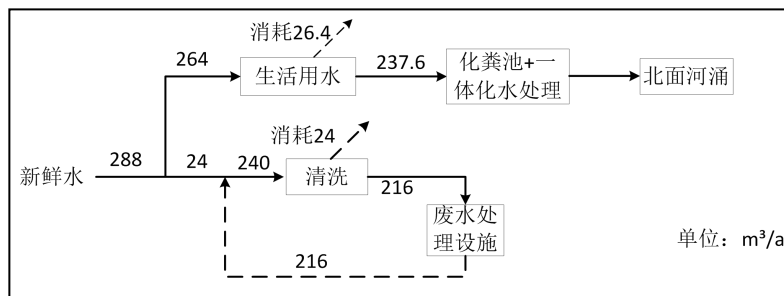 消耗26.4
264
生活用水
237.6
化粪池+一
体化水处理
北面河涌
消耗24
新鲜水
288
24
240
清洗
216
废水处
理设施
216
单位：m³/a